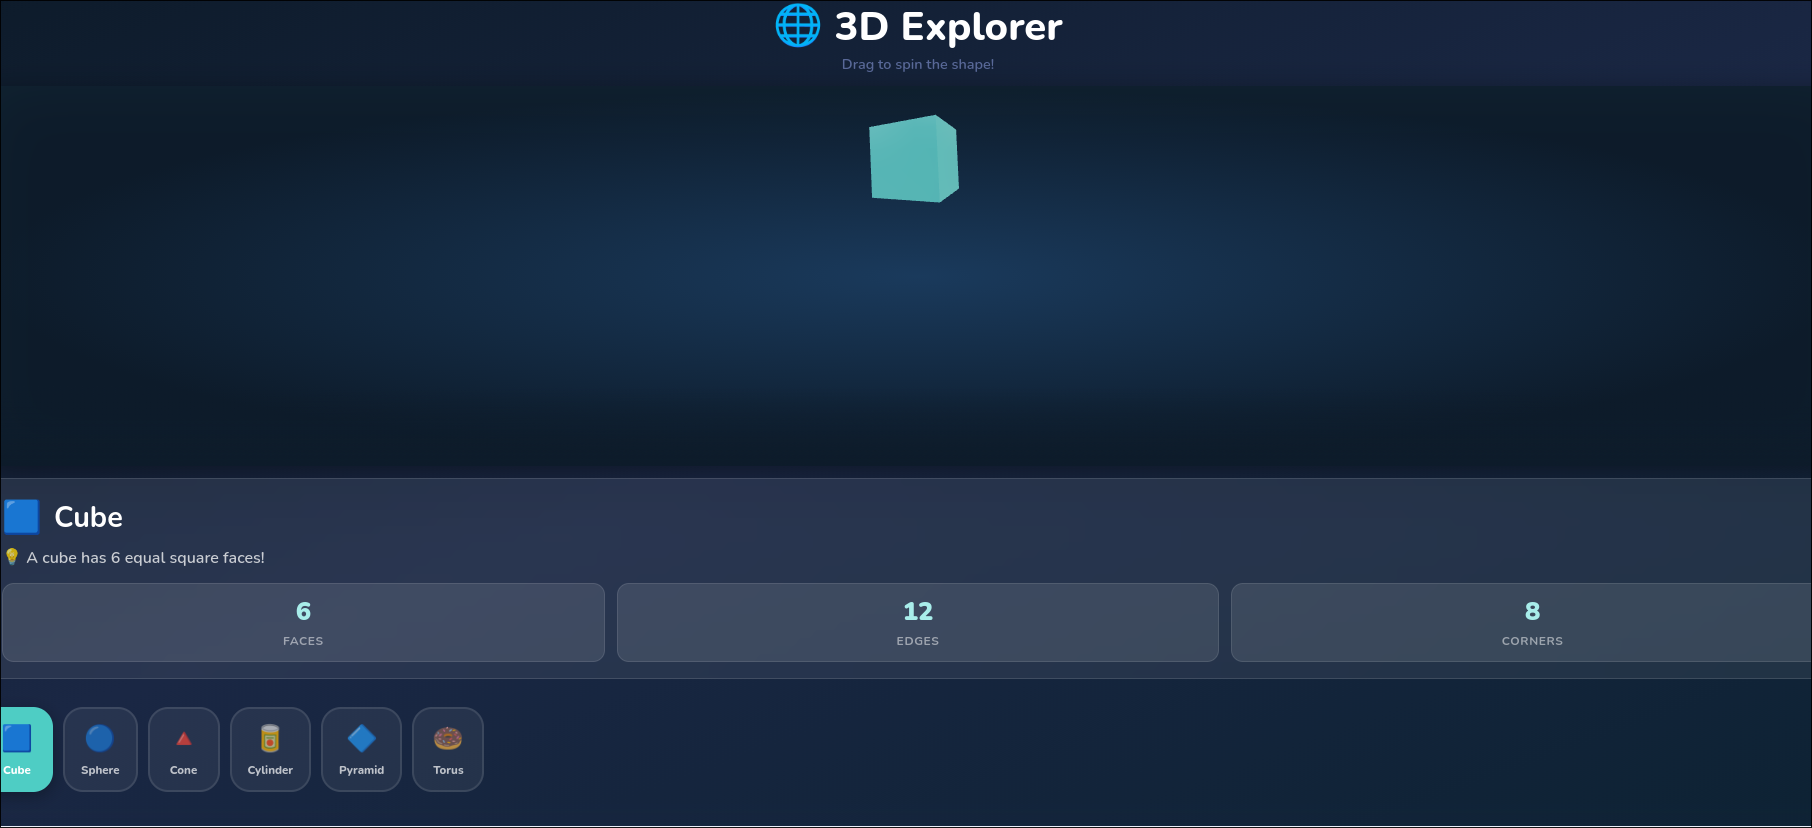 3D Explorer
Drag to spin the shape!
Cube
A cube has 6 equal square faces!
6
FACES
12
EDGES
8
CORNERS
Cube
Sphere
Cone
Cylinder
Pyramid
Torus